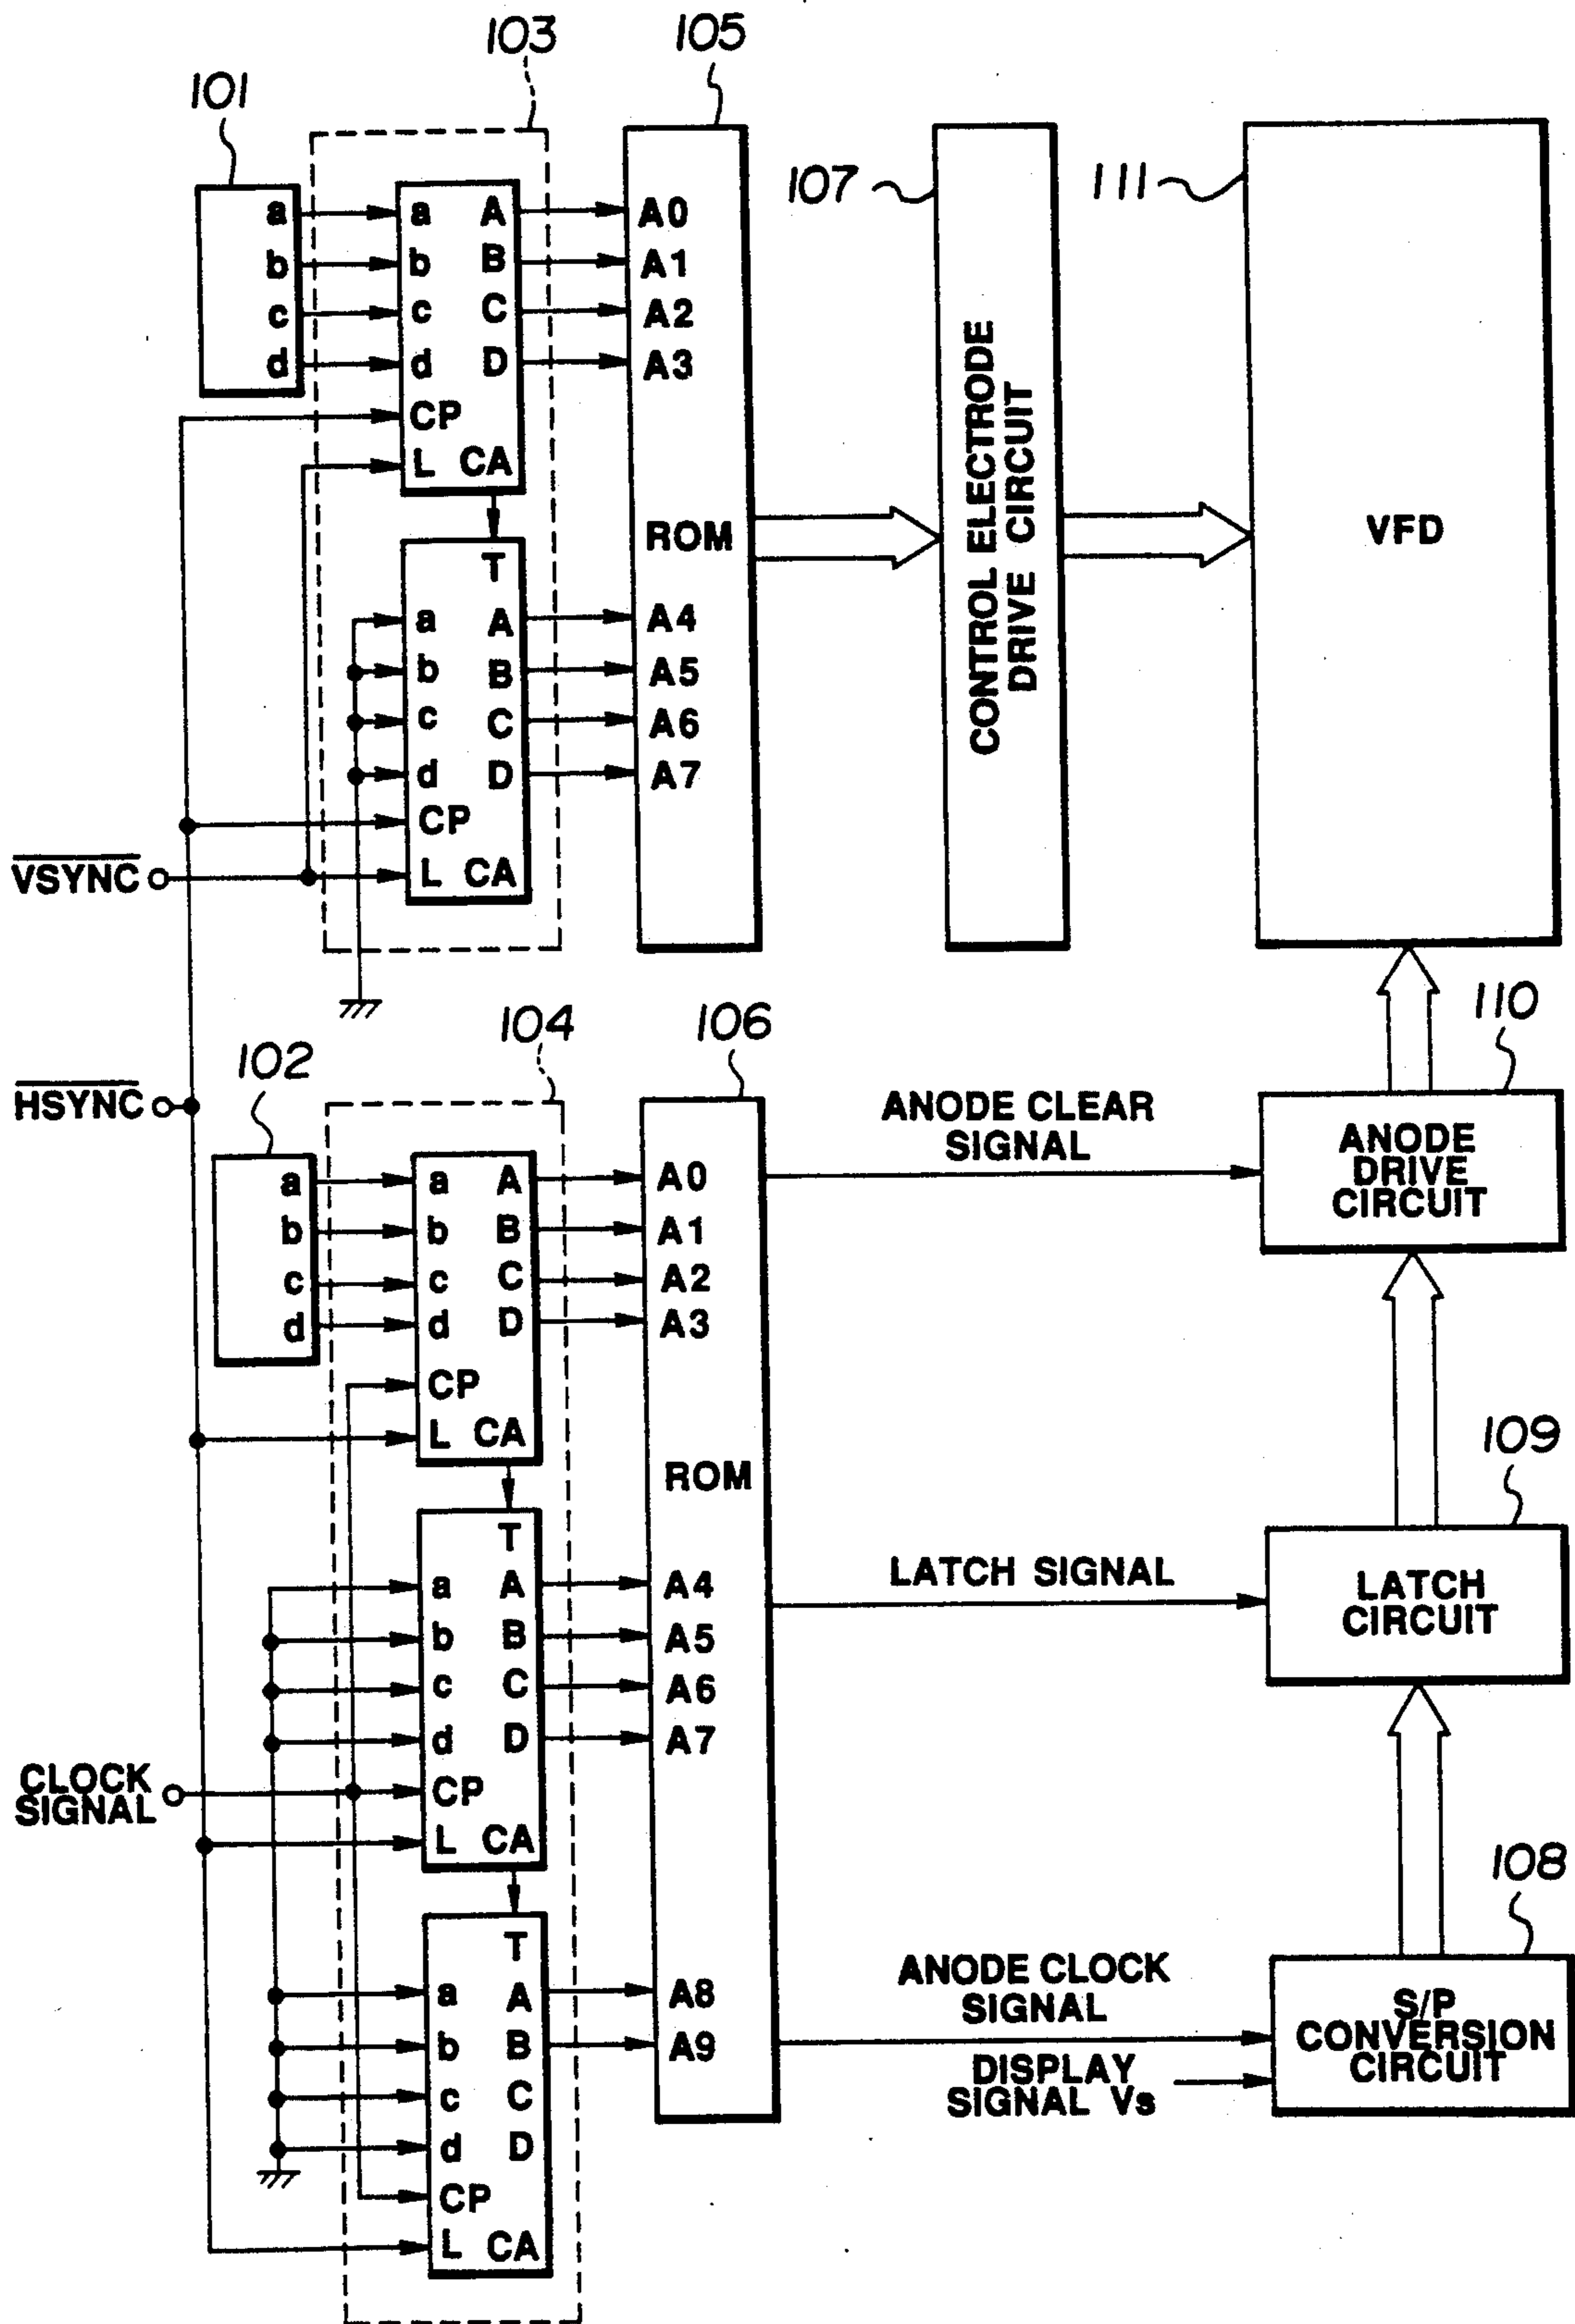 103
105
101
107
111
a
b
c
d
a A
b B
c C
d D
CP
L CA
T
a A
b B
c C
d D
CP
L CA
A0
A1
A2
A3
ROM
A4
A5
A6
A7
CONTROL ELECTRODE
DRIVE CIRCUIT
VFD
VSYNC
HSYNC
102
104
106
110
a
b
c
d
a A
b B
c C
d D
CP
L CA
T
a A
b B
c C
d D
CP
L CA
T
a A
b B
c C
d D
CP
L CA
CLOCK
SIGNAL
A0
A1
A2
A3
ROM
A4
A5
A6
A7
A8
A9
ANODE CLEAR
SIGNAL
ANODE
DRIVE
CIRCUIT
109
LATCH SIGNAL
LATCH
CIRCUIT
108
ANODE CLOCK
SIGNAL
DISPLAY
SIGNAL Vs
S/P
CONVERSION
CIRCUIT